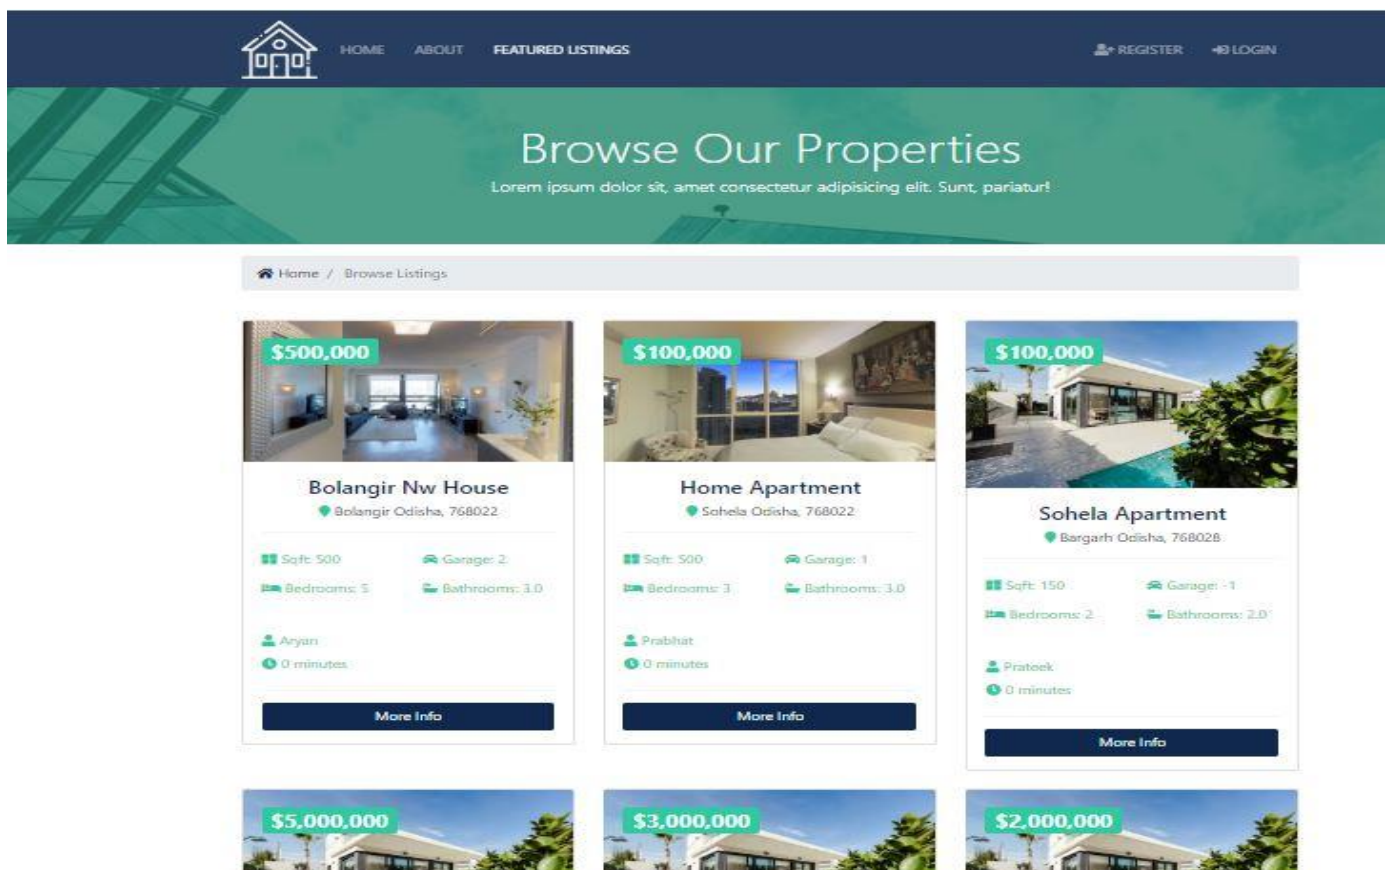 HOME ABOUT FEATURED LISTINGS REGISTER LOGIN
Browse Our Properties
Lorem ipsum dolor sit, amet consectetur adipisicing elit. Sunt, pariatur!
Home / Browse Listings
$500,000
Bolangir Nw House
Bolangir Odisha, 768022
Sqft: 500 Garage: 2
Bedrooms: 5 Bathrooms: 3.0
Aryan
0 minutes
More Info
$100,000
Home Apartment
Sohela Odisha, 768022
Sqft: 500 Garage: 1
Bedrooms: 3 Bathrooms: 3.0
Prabhat
0 minutes
More Info
$100,000
Sohela Apartment
Bargarh Odisha, 768028
Sqft: 150 Garage: -1
Bedrooms: 2 Bathrooms: 2.0
Prateek
0 minutes
More Info
$5,000,000
$3,000,000
$2,000,000